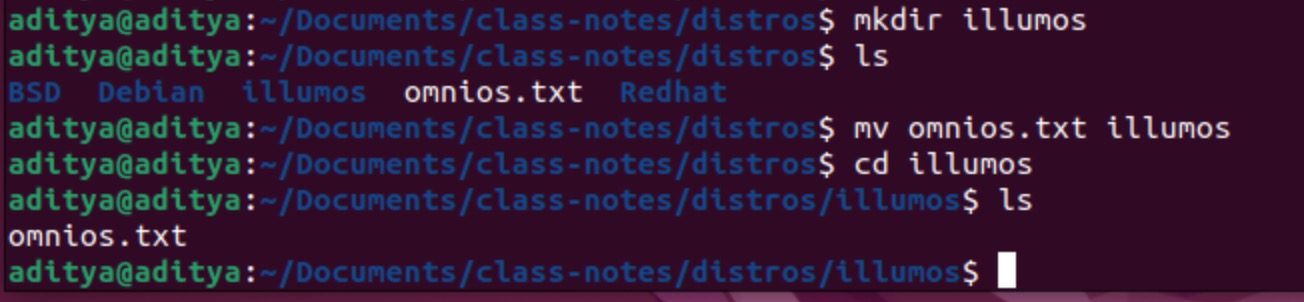 aditya@aditya:~/Documents/class-notes/distros$ mkdir illumos
aditya@aditya:~/Documents/class-notes/distros$ ls
BSD  Debian  illumos  omnios.txt  Redhat
aditya@aditya:~/Documents/class-notes/distros$ mv omnios.txt illumos
aditya@aditya:~/Documents/class-notes/distros$ cd illumos
aditya@aditya:~/Documents/class-notes/distros/illumos$ ls
omnios.txt
aditya@aditya:~/Documents/class-notes/distros/illumos$